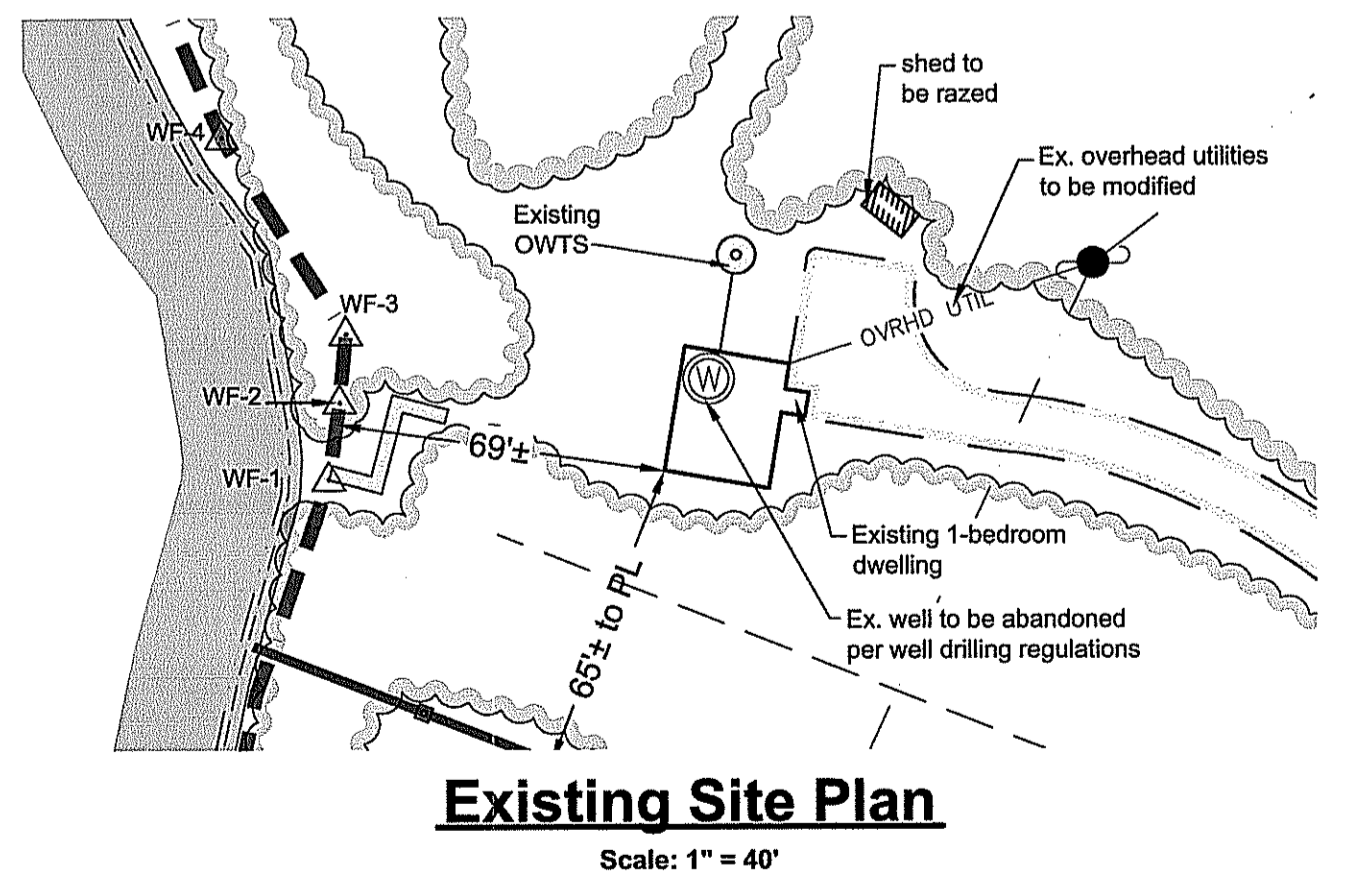 shed to
be razed
WF-4
Ex. overhead utilities
to be modified
Existing
OWTS
WF-3
OVRHD UTIL
W
WF-2
69'±
WF-1
Existing 1-bedroom
dwelling
65'± to PL
Ex. well to be abandoned
per well drilling regulations
Existing Site Plan
Scale: 1" = 40'